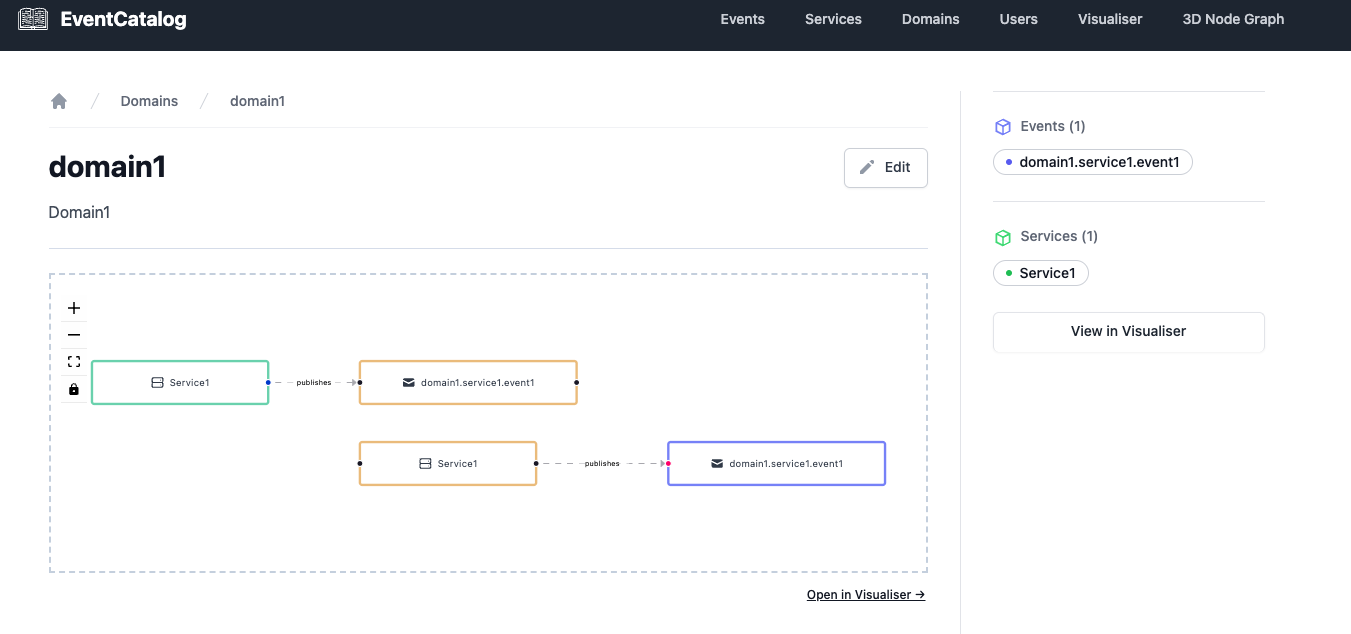 EventCatalog
Events Services Domains Users Visualiser 3D Node Graph
Domains / domain1
domain1
Edit
Domain1
Service1 publishes domain1.service1.event1
Service1 publishes domain1.service1.event1
Open in Visualiser →
Events (1)
domain1.service1.event1
Services (1)
Service1
View in Visualiser